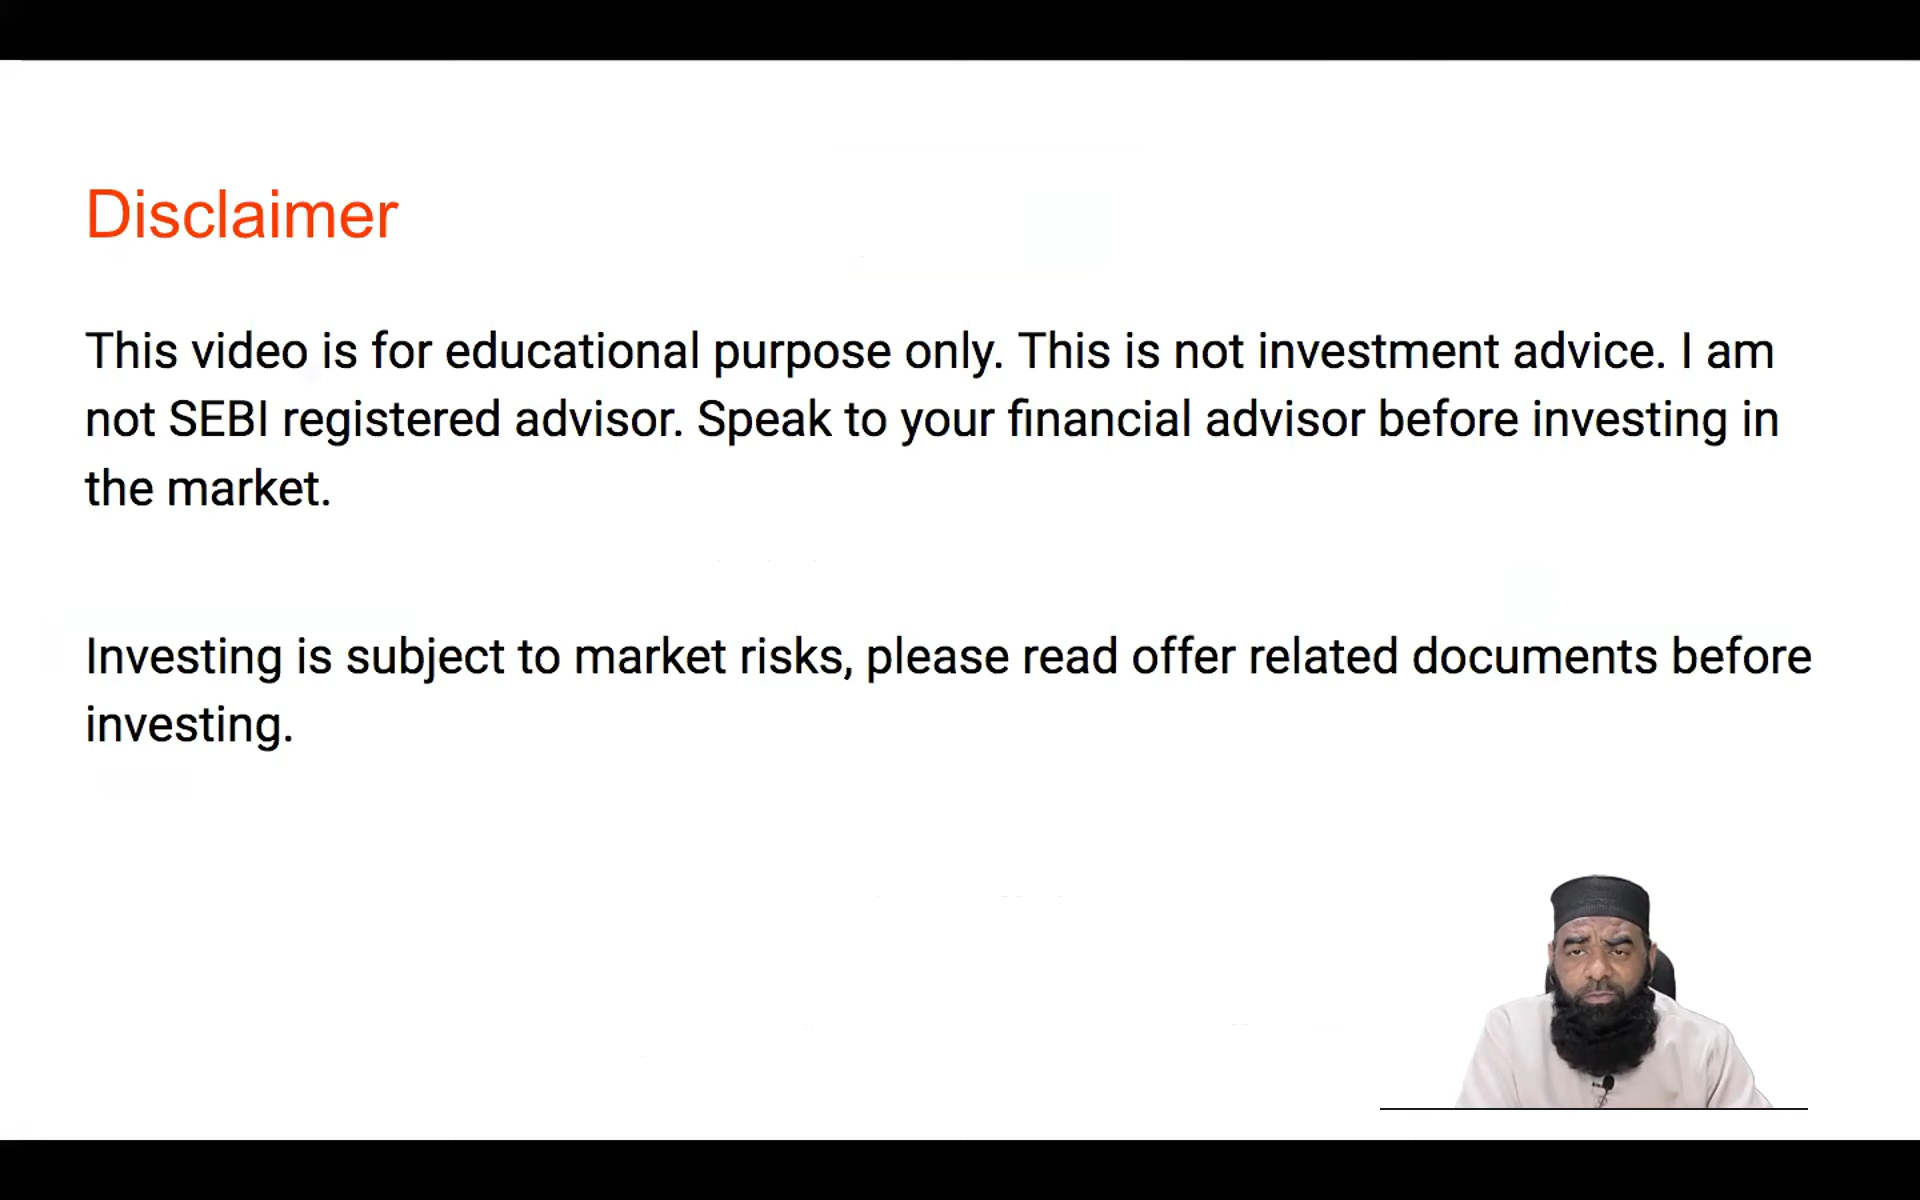 Disclaimer
This video is for educational purpose only. This is not investment advice. I am
not SEBI registered advisor. Speak to your financial advisor before investing in
the market.
Investing is subject to market risks, please read offer related documents before
investing.